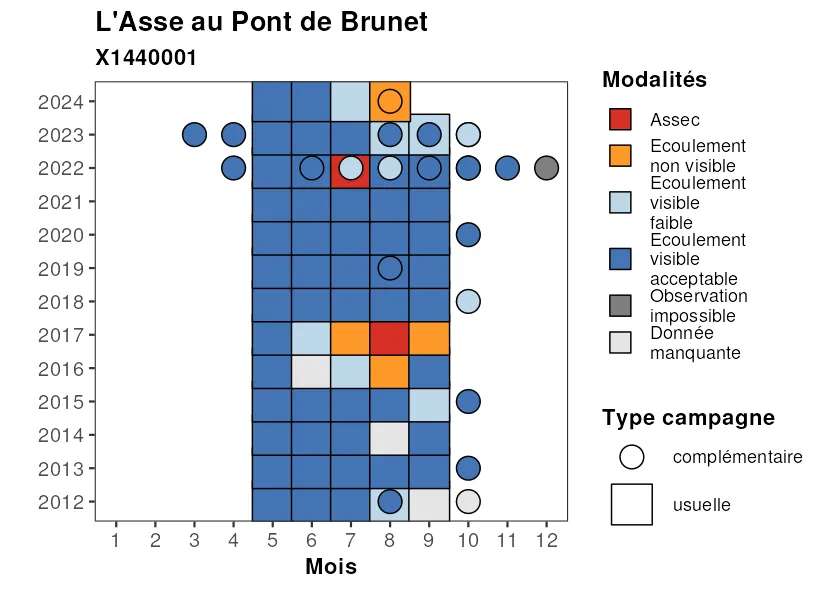 L'Asse au Pont de Brunet
X1440001
2024
2023
2022
2021
2020
2019
2018
2017
2016
2015
2014
2013
2012
1 2 3 4 5 6 7 8 9 10 11 12
Mois
Modalités
Assec
Ecoulement
non visible
Ecoulement
visible
faible
Ecoulement
visible
acceptable
Observation
impossible
Donnée
manquante
Type campagne
complémentaire
usuelle